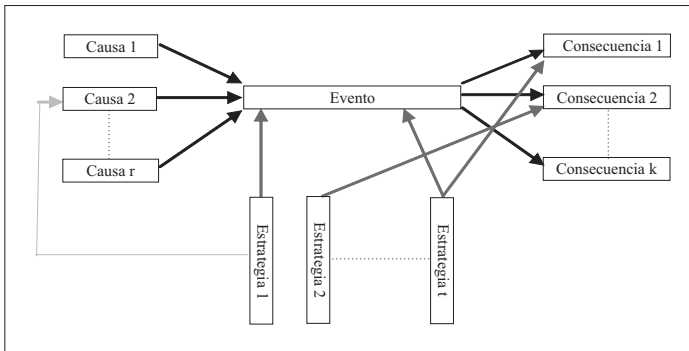 Causa 1
Consecuencia 1
Causa 2
Evento
Consecuencia 2
Causa r
Consecuencia k
Estrategia 1
Estrategia 2
Estrategia t